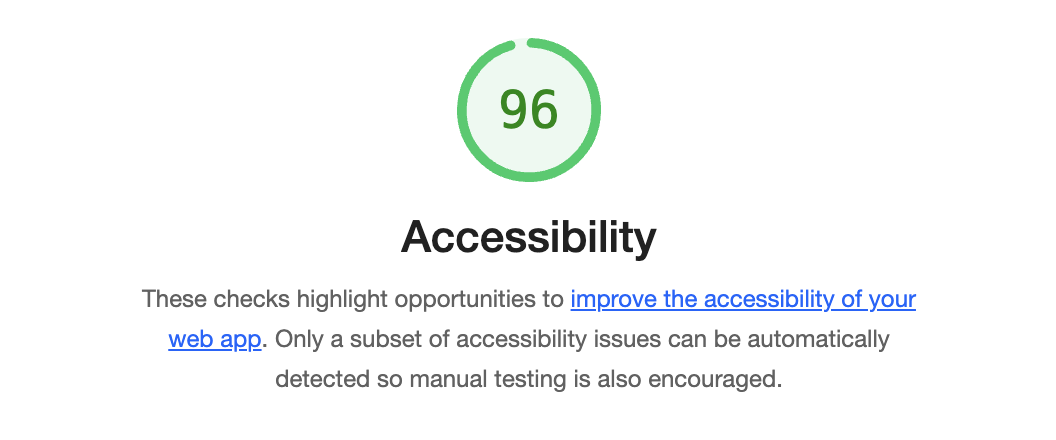 96
Accessibility
These checks highlight opportunities to improve the accessibility of your
web app. Only a subset of accessibility issues can be automatically
detected so manual testing is also encouraged.